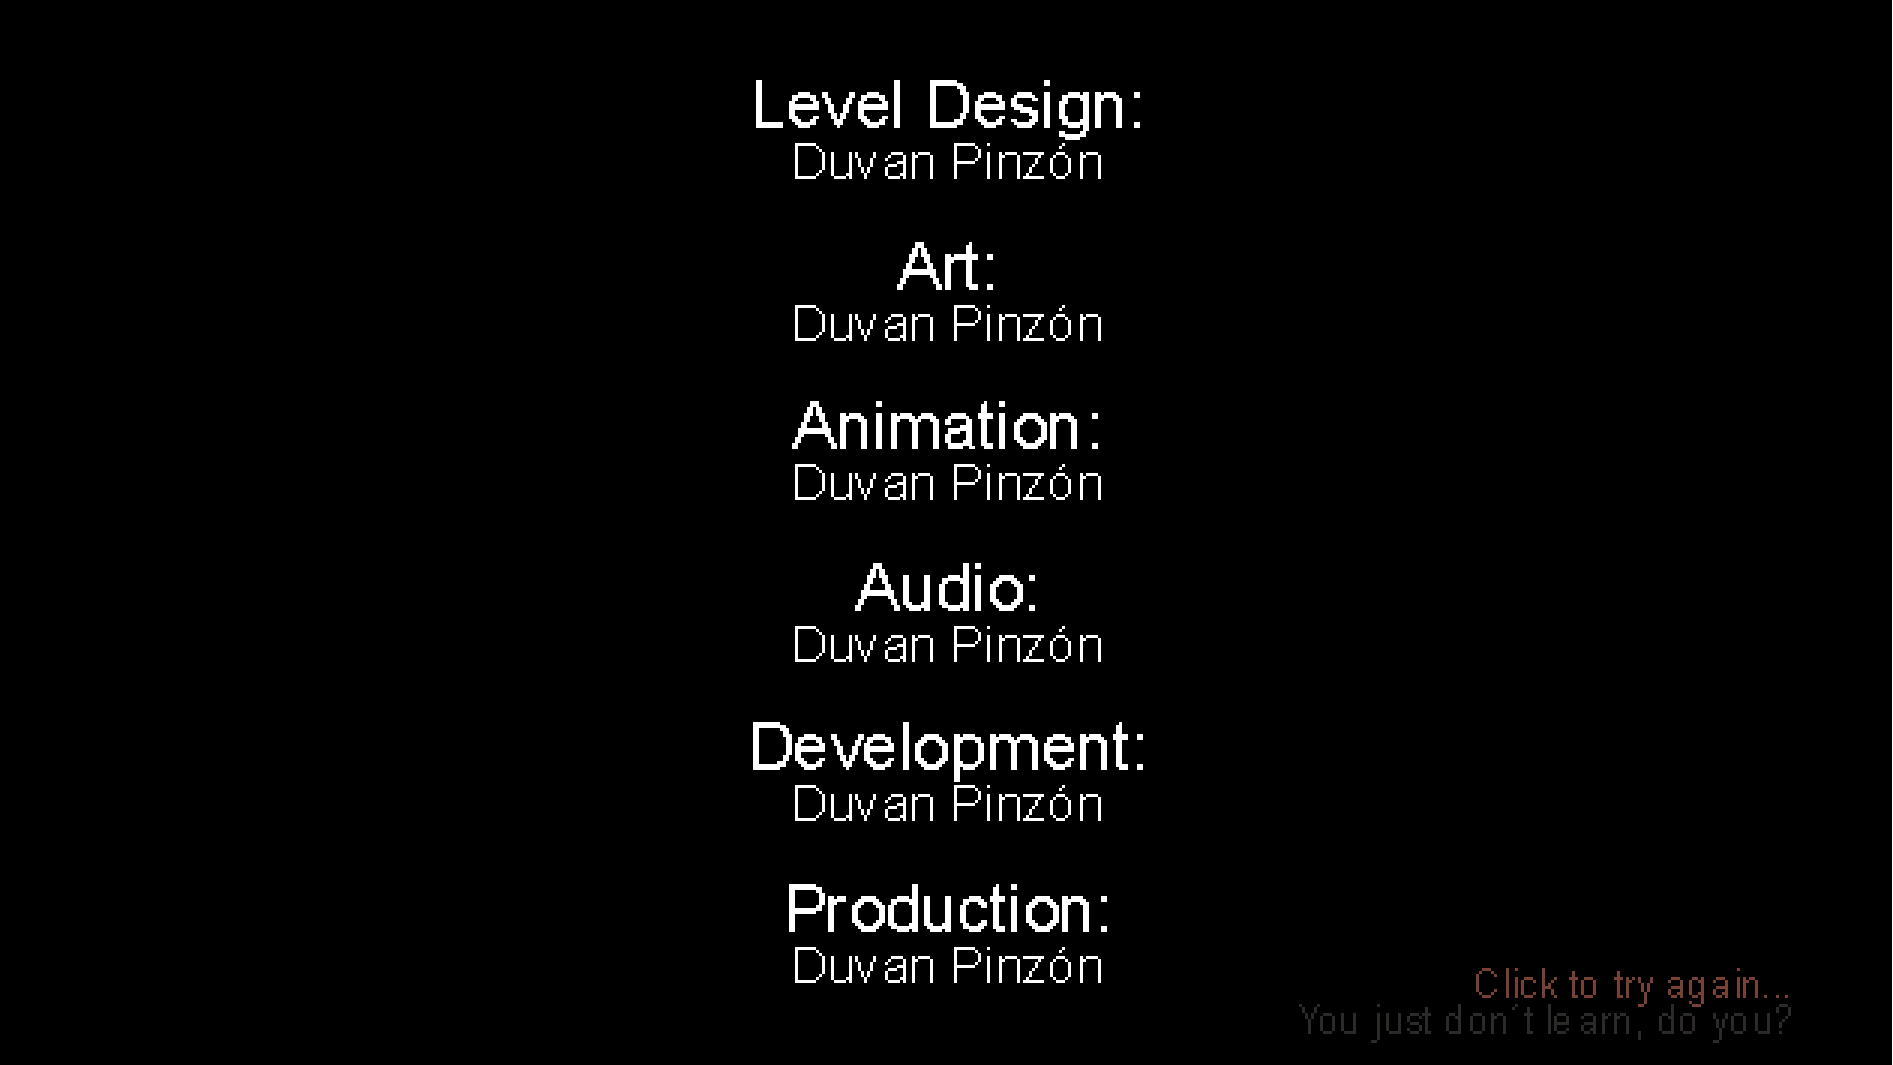 Level Design:
Duvan Pinzón
Art:
Duvan Pinzón
Animation:
Duvan Pinzón
Audio:
Duvan Pinzón
Development:
Duvan Pinzón
Production:
Duvan Pinzón
Click to try again...
You just don´t learn, do you?